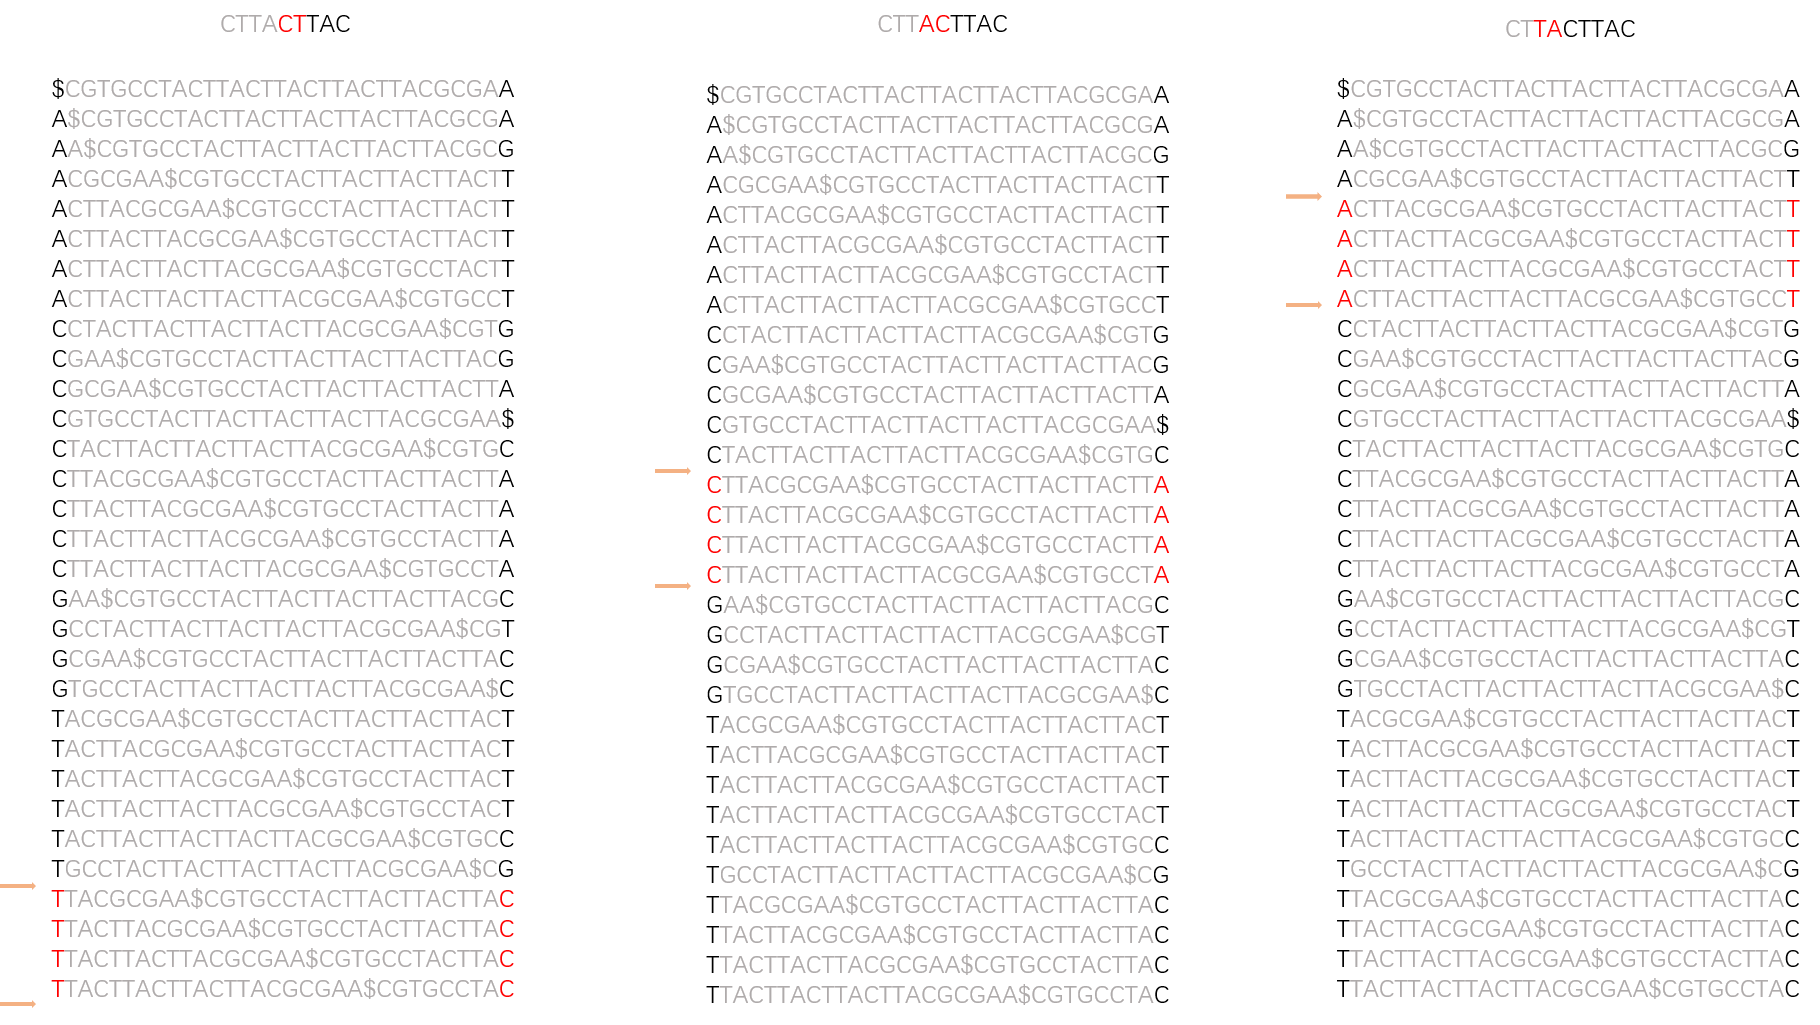 CTTACTTAC
$CGTGCCTACTTACTTACTTACTTACGCGAA
A$CGTGCCTACTTACTTACTTACTTACGCGA
AA$CGTGCCTACTTACTTACTTACTTACGCG
ACGCGAA$CGTGCCTACTTACTTACTTACTT
ACTTACGCGAA$CGTGCCTACTTACTTACTT
ACTTACTTACGCGAA$CGTGCCTACTTACTT
ACTTACTTACTTACGCGAA$CGTGCCTACTT
ACTTACTTACTTACTTACGCGAA$CGTGCCT
CCTACTTACTTACTTACTTACGCGAA$CGTG
CGAA$CGTGCCTACTTACTTACTTACTTACG
CGCGAA$CGTGCCTACTTACTTACTTACTTA
CGTGCCTACTTACTTACTTACTTACGCGAA$
CTACTTACTTACTTACTTACGCGAA$CGTGC
CTTACGCGAA$CGTGCCTACTTACTTACTTA
CTTACTTACGCGAA$CGTGCCTACTTACTTA
CTTACTTACTTACGCGAA$CGTGCCTACTTA
CTTACTTACTTACTTACGCGAA$CGTGCCTA
GAA$CGTGCCTACTTACTTACTTACTTACGC
GCCTACTTACTTACTTACTTACGCGAA$CGT
GCGAA$CGTGCCTACTTACTTACTTACTTAC
GTGCCTACTTACTTACTTACTTACGCGAA$C
TACGCGAA$CGTGCCTACTTACTTACTTACT
TACTTACGCGAA$CGTGCCTACTTACTTACT
TACTTACTTACGCGAA$CGTGCCTACTTACT
TACTTACTTACTTACGCGAA$CGTGCCTACT
TACTTACTTACTTACTTACGCGAA$CGTGCC
TGCCTACTTACTTACTTACTTACGCGAA$CG
TTACGCGAA$CGTGCCTACTTACTTACTTAC
TTACTTACGCGAA$CGTGCCTACTTACTTAC
TTACTTACTTACGCGAA$CGTGCCTACTTAC
TTACTTACTTACTTACGCGAA$CGTGCCTAC
CTTACTTAC
$CGTGCCTACTTACTTACTTACTTACGCGAA
A$CGTGCCTACTTACTTACTTACTTACGCGA
AA$CGTGCCTACTTACTTACTTACTTACGCG
ACGCGAA$CGTGCCTACTTACTTACTTACTT
ACTTACGCGAA$CGTGCCTACTTACTTACTT
ACTTACTTACGCGAA$CGTGCCTACTTACTT
ACTTACTTACTTACGCGAA$CGTGCCTACTT
ACTTACTTACTTACTTACGCGAA$CGTGCCT
CCTACTTACTTACTTACTTACGCGAA$CGTG
CGAA$CGTGCCTACTTACTTACTTACTTACG
CGCGAA$CGTGCCTACTTACTTACTTACTTA
CGTGCCTACTTACTTACTTACTTACGCGAA$
CTACTTACTTACTTACTTACGCGAA$CGTGC
CTTACGCGAA$CGTGCCTACTTACTTACTTA
CTTACTTACGCGAA$CGTGCCTACTTACTTA
CTTACTTACTTACGCGAA$CGTGCCTACTTA
CTTACTTACTTACTTACGCGAA$CGTGCCTA
GAA$CGTGCCTACTTACTTACTTACTTACGC
GCCTACTTACTTACTTACTTACGCGAA$CGT
GCGAA$CGTGCCTACTTACTTACTTACTTAC
GTGCCTACTTACTTACTTACTTACGCGAA$C
TACGCGAA$CGTGCCTACTTACTTACTTACT
TACTTACGCGAA$CGTGCCTACTTACTTACT
TACTTACTTACGCGAA$CGTGCCTACTTACT
TACTTACTTACTTACGCGAA$CGTGCCTACT
TACTTACTTACTTACTTACGCGAA$CGTGCC
TGCCTACTTACTTACTTACTTACGCGAA$CG
TTACGCGAA$CGTGCCTACTTACTTACTTAC
TTACTTACGCGAA$CGTGCCTACTTACTTAC
TTACTTACTTACGCGAA$CGTGCCTACTTAC
TTACTTACTTACTTACGCGAA$CGTGCCTAC
CTTACTTAC
$CGTGCCTACTTACTTACTTACTTACGCGAA
A$CGTGCCTACTTACTTACTTACTTACGCGA
AA$CGTGCCTACTTACTTACTTACTTACGCG
ACGCGAA$CGTGCCTACTTACTTACTTACTT
ACTTACGCGAA$CGTGCCTACTTACTTACTT
ACTTACTTACGCGAA$CGTGCCTACTTACTT
ACTTACTTACTTACGCGAA$CGTGCCTACTT
ACTTACTTACTTACTTACGCGAA$CGTGCCT
CCTACTTACTTACTTACTTACGCGAA$CGTG
CGAA$CGTGCCTACTTACTTACTTACTTACG
CGCGAA$CGTGCCTACTTACTTACTTACTTA
CGTGCCTACTTACTTACTTACTTACGCGAA$
CTACTTACTTACTTACTTACGCGAA$CGTGC
CTTACGCGAA$CGTGCCTACTTACTTACTTA
CTTACTTACGCGAA$CGTGCCTACTTACTTA
CTTACTTACTTACGCGAA$CGTGCCTACTTA
CTTACTTACTTACTTACGCGAA$CGTGCCTA
GAA$CGTGCCTACTTACTTACTTACTTACGC
GCCTACTTACTTACTTACTTACGCGAA$CGT
GCGAA$CGTGCCTACTTACTTACTTACTTAC
GTGCCTACTTACTTACTTACTTACGCGAA$C
TACGCGAA$CGTGCCTACTTACTTACTTACT
TACTTACGCGAA$CGTGCCTACTTACTTACT
TACTTACTTACGCGAA$CGTGCCTACTTACT
TACTTACTTACTTACGCGAA$CGTGCCTACT
TACTTACTTACTTACTTACGCGAA$CGTGCC
TGCCTACTTACTTACTTACTTACGCGAA$CG
TTACGCGAA$CGTGCCTACTTACTTACTTAC
TTACTTACGCGAA$CGTGCCTACTTACTTAC
TTACTTACTTACGCGAA$CGTGCCTACTTAC
TTACTTACTTACTTACGCGAA$CGTGCCTAC